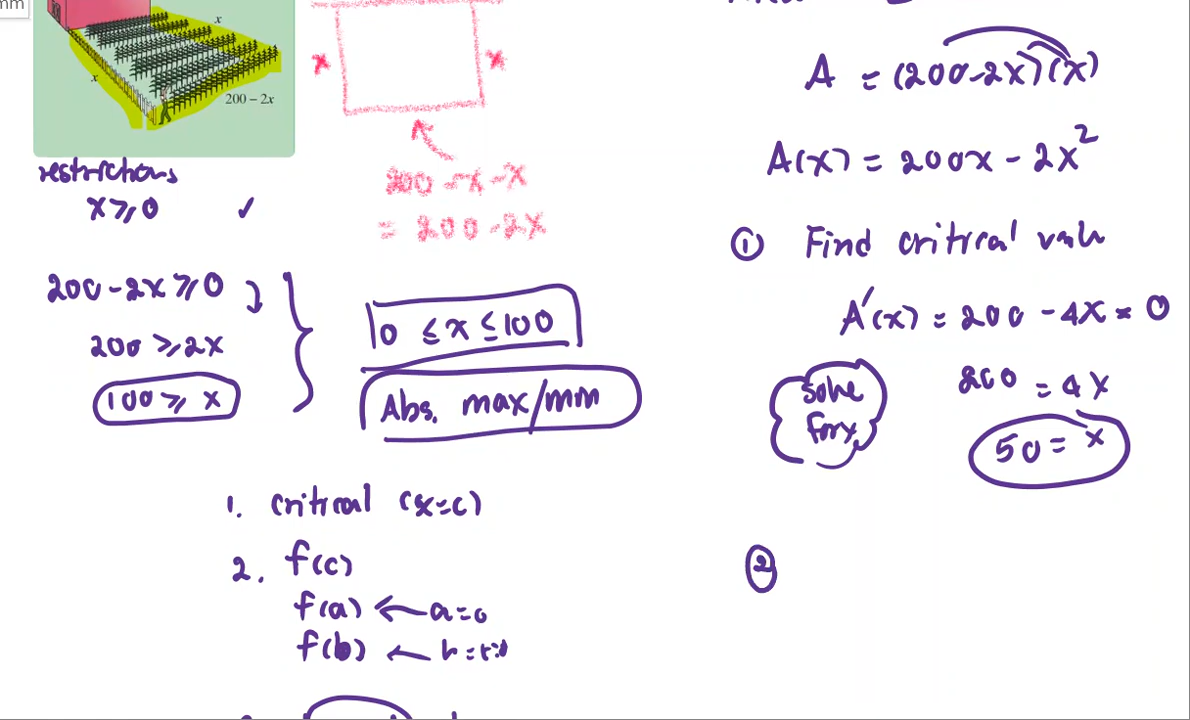 mm
x
x
200 – 2x
restrictions
x ≥ 0 ✓
200 - 2x ≥ 0
200 ≥ 2x
100 ≥ x
x
x
200 - x - x
= 200 - 2x
0 ≤ x ≤ 100
Abs. max/min
1. critical (x=c)
2. f(c)
f(a) ← a=0
f(b) ←
A = (200-2x)(x)
A(x) = 200x - 2x²
① Find critical
A'(x) = 200 - 4x = 0
solve
for x
200 = 4x
50 = x
②